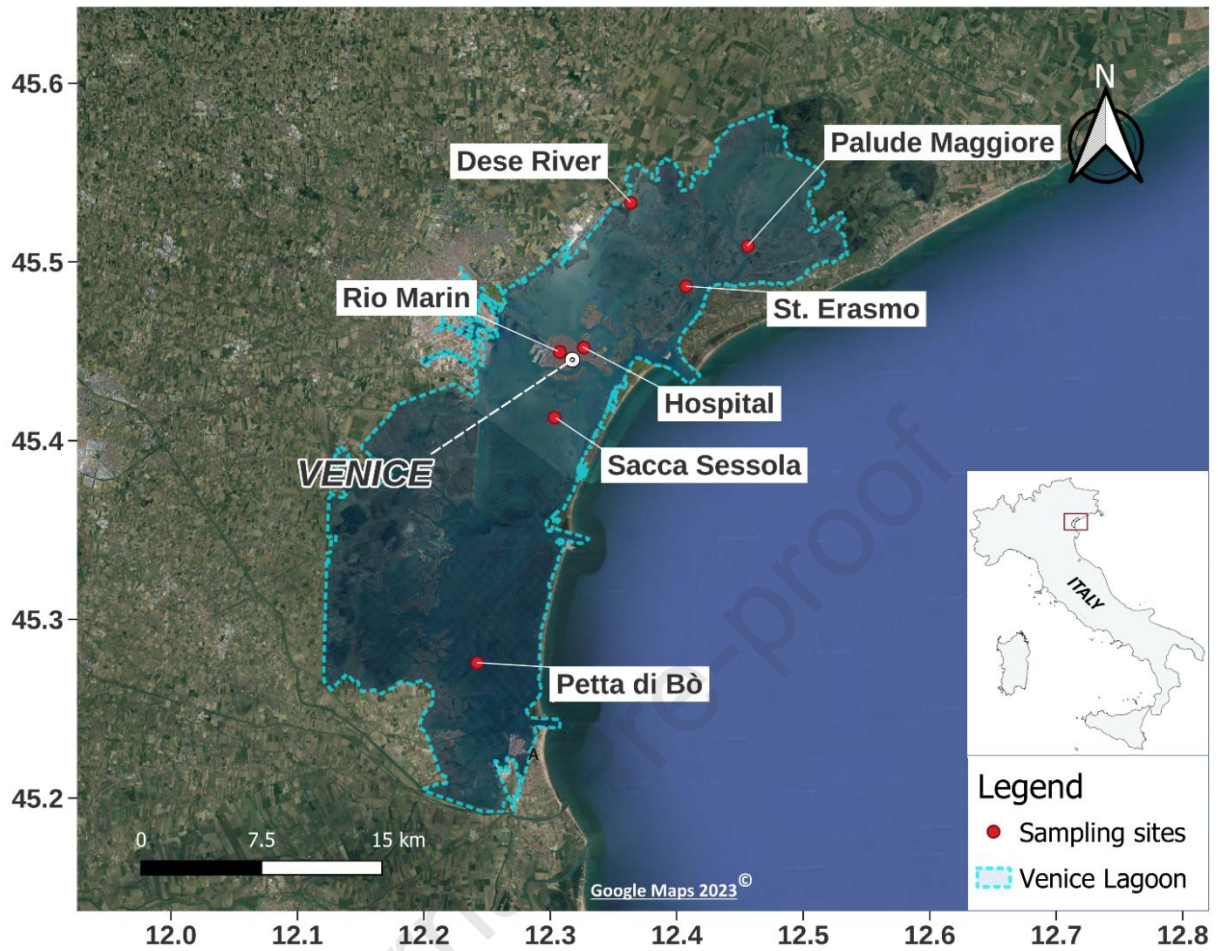 N
45.6
45.5
45.4
45.3
45.2
Palude Maggiore
Dese River
Rio Marin
St. Erasmo
Hospital
Sacca Sessola
VENICE
Petta di Bò
A
0 7.5 15 km
Google Maps 2023©
ITALY
Legend
Sampling sites
Venice Lagoon
12.0 12.1 12.2 12.3 12.4 12.5 12.6 12.7 12.8